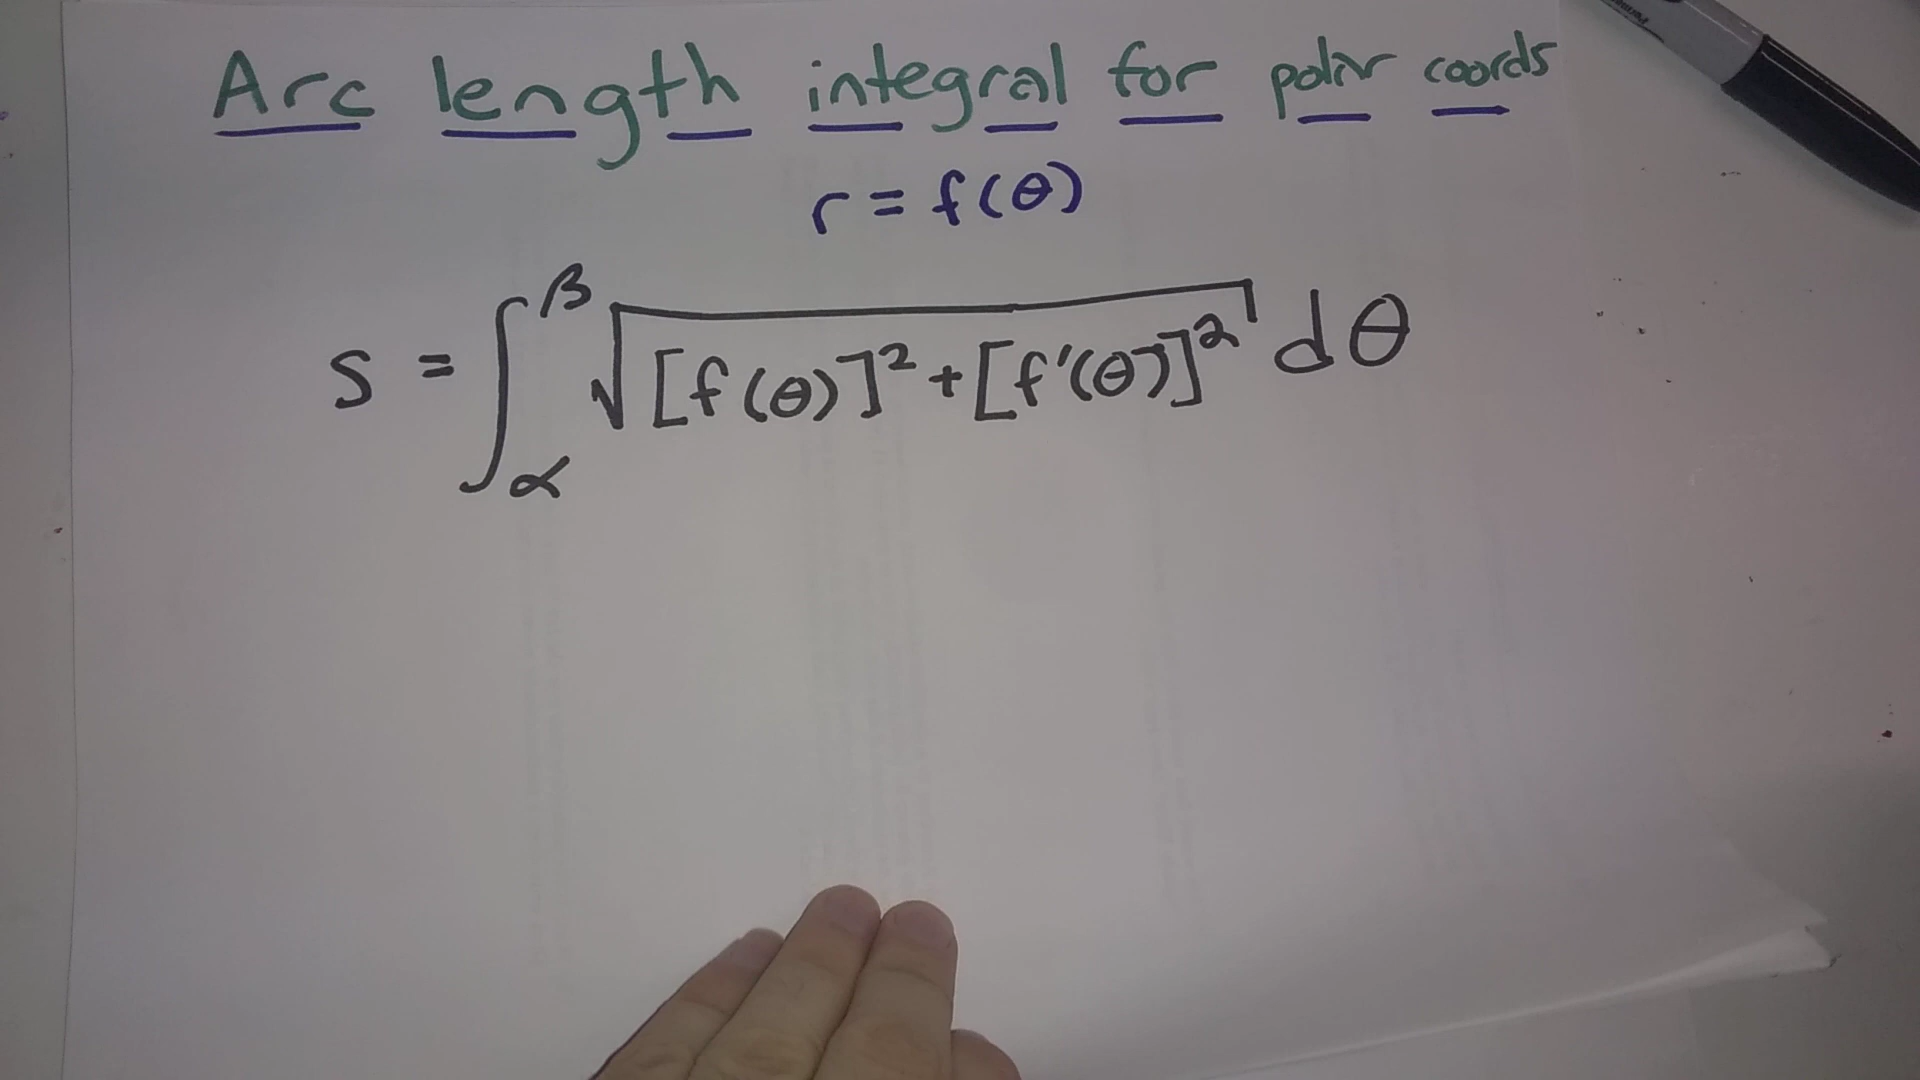 Arc length integral for polar coords
r = f(θ)
s = ∫_α^β √([f(θ)]² + [f'(θ)]²) dθ